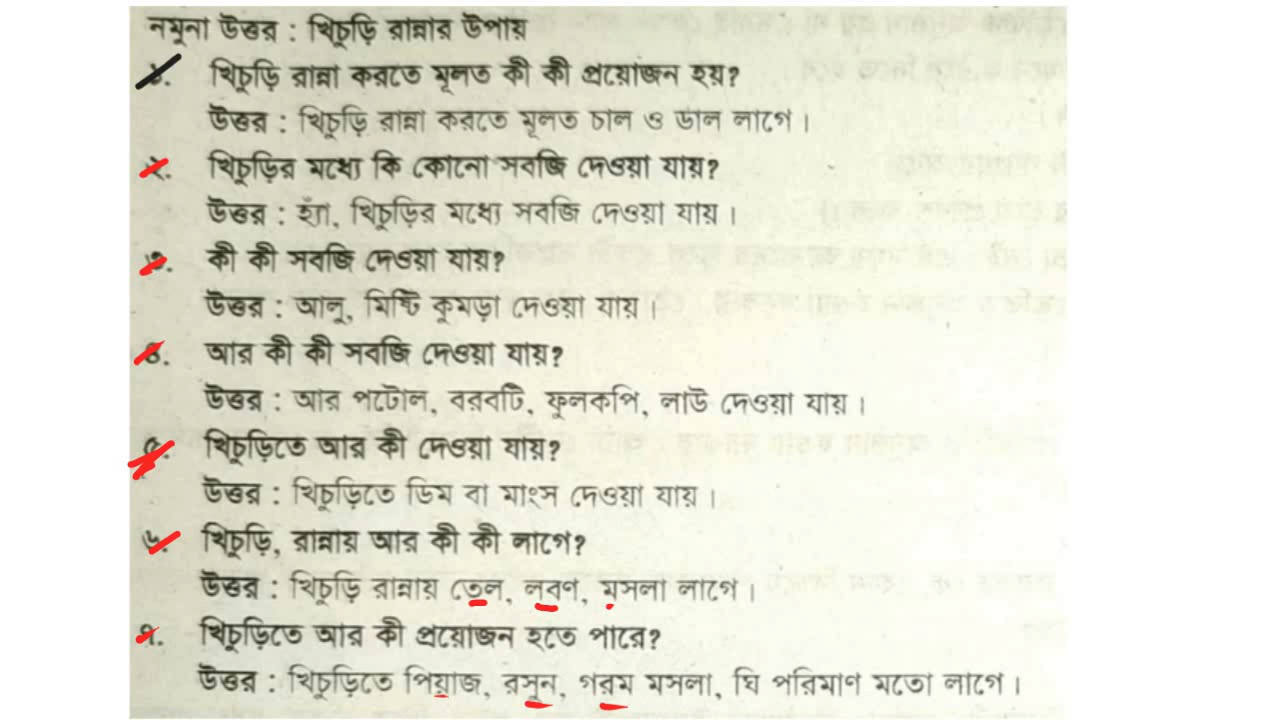 নমুনা উত্তর : খিচুড়ি রান্নার উপায়
১. খিচুড়ি রান্না করতে মূলত কী কী প্রয়োজন হয়?
উত্তর : খিচুড়ি রান্না করতে মূলত চাল ও ডাল লাগে।
২. খিচুড়ির মধ্যে কি কোনো সবজি দেওয়া যায়?
উত্তর : হ্যাঁ, খিচুড়ির মধ্যে সবজি দেওয়া যায়।
৩. কী কী সবজি দেওয়া যায়?
উত্তর : আলু, মিষ্টি কুমড়া দেওয়া যায়।
৪. আর কী কী সবজি দেওয়া যায়?
উত্তর : আর পটোল, বরবটি, ফুলকপি, লাউ দেওয়া যায়।
৫. খিচুড়িতে আর কী দেওয়া যায়?
উত্তর : খিচুড়িতে ডিম বা মাংস দেওয়া যায়।
৬. খিচুড়ি, রান্নায় আর কী কী লাগে?
উত্তর : খিচুড়ি রান্নায় তেল, লবণ, মসলা লাগে।
৭. খিচুড়িতে আর কী প্রয়োজন হতে পারে?
উত্তর : খিচুড়িতে পিয়াজ, রসুন, গরম মসলা, ঘি পরিমাণ মতো লাগে।